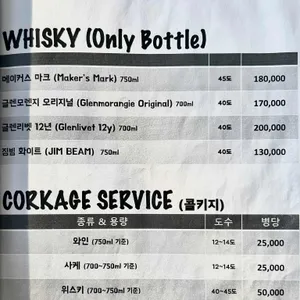 WHISKY (Only Bottle)
메이커스 마크 (Maker's Mark) 750ml 45도 180,000
글렌모렌지 오리지널 (Glenmorangie Original) 700ml 40도 170,000
글렌리벳 12년 (Glenlivet 12y) 700ml 40도 200,000
짐빔 화이트 (JIM BEAM) 750ml 40도 130,000
CORKAGE SERVICE (콜키지)
종류 & 용량 도수 병당
와인 (750ml 기준) 12~14도 25,000
사케 (700~750ml 기준) 12~14도 25,000
위스키 (700~750ml 기준) 40~45도 50,000